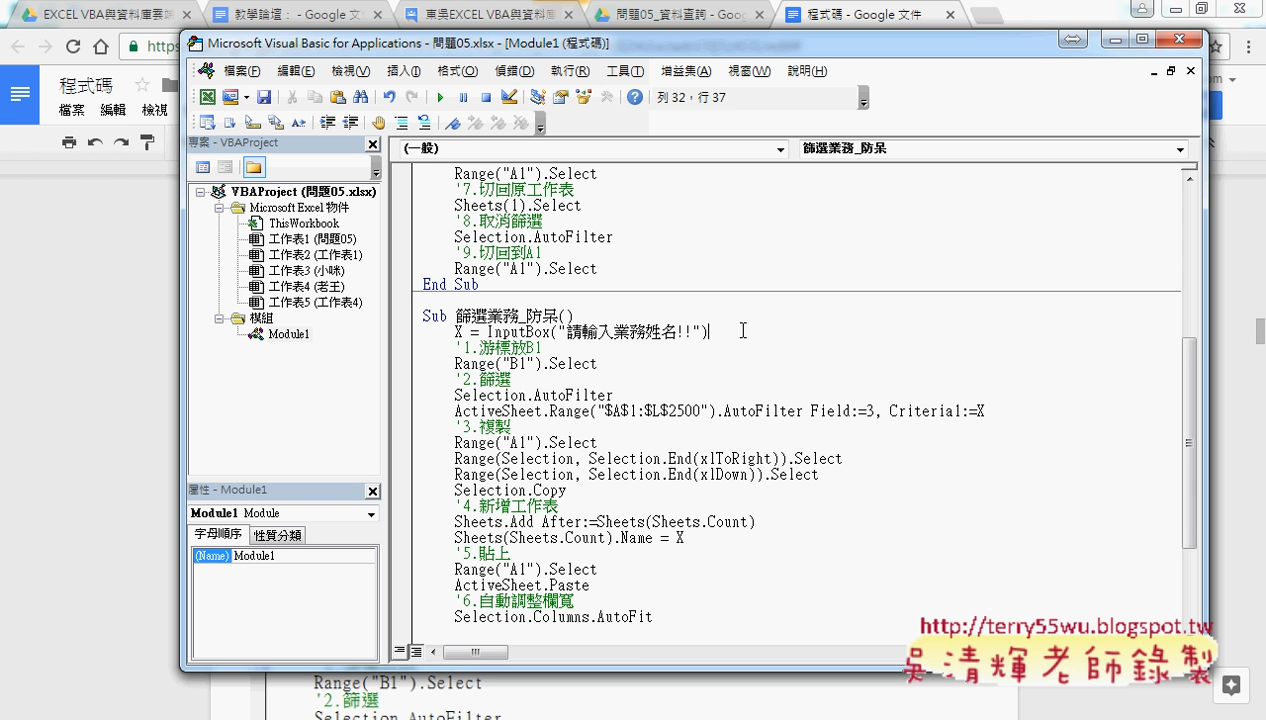 EXCEL VBA與資料庫雲端
教學論壇： - Google 文
東吳EXCEL VBA與資料庫
問題05_資料查詢 - Goog
程式碼 - Google 文件
https
程式碼
檔案 編輯 檢視
Microsoft Visual Basic for Applications - 問題05.xlsx - [Module1 (程式碼)]
檔案(F) 編輯(E) 檢視(V) 插入(I) 格式(O) 偵錯(D) 執行(R) 工具(T) 增益集(A) 視窗(W) 說明(H)
列 32，行 37
專案 - VBAProject
VBAProject (問題05.xlsx)
Microsoft Excel 物件
ThisWorkbook
工作表1 (問題05)
工作表2 (工作表1)
工作表3 (小咪)
工作表4 (老王)
工作表5 (工作表4)
模組
Module1
屬性 - Module1
Module1 Module
字母順序 性質分類
(Name) Module1
(一般) 篩選業務_防呆
Range("A1").Select
'7.切回原工作表
Sheets(1).Select
'8.取消篩選
Selection.AutoFilter
'9.切回到A1
Range("A1").Select
End Sub
Sub 篩選業務_防呆()
X = InputBox("請輸入業務姓名!!")
'1.游標放B1
Range("B1").Select
'2.篩選
Selection.AutoFilter
ActiveSheet.Range("$A$1:$L$2500").AutoFilter Field:=3, Criteria1:=X
'3.複製
Range("A1").Select
Range(Selection, Selection.End(xlToRight)).Select
Range(Selection, Selection.End(xlDown)).Select
Selection.Copy
'4.新增工作表
Sheets.Add After:=Sheets(Sheets.Count)
Sheets(Sheets.Count).Name = X
'5.貼上
Range("A1").Select
ActiveSheet.Paste
'6.自動調整欄寬
Selection.Columns.AutoFit
http://terry55wu.blogspot.tw
吳清輝老師錄製
Range("B1").Select
'2.篩選
Selection.AutoFilter